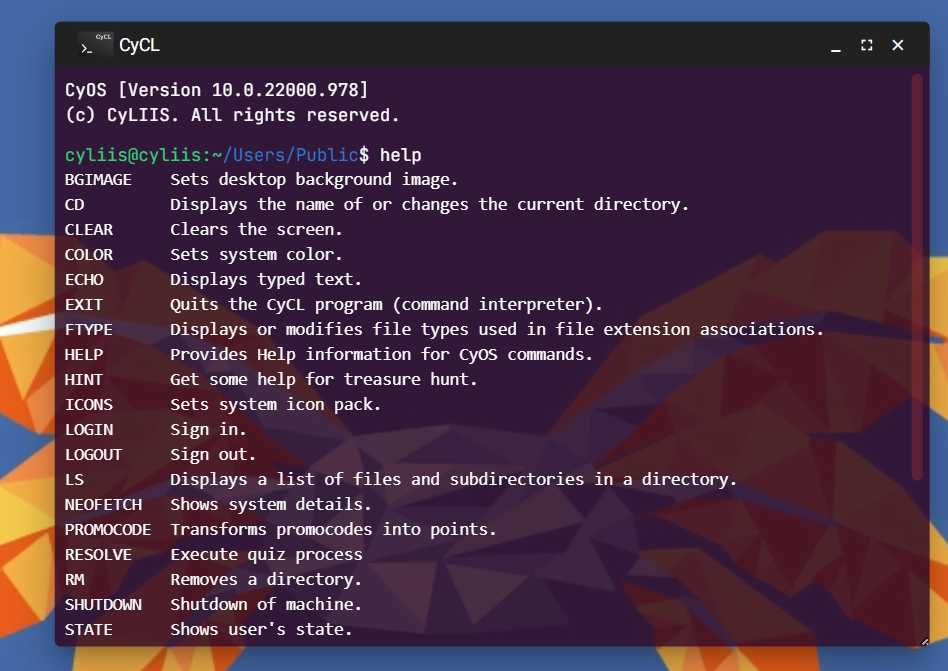 CyCL
CyCL
CyOS [Version 10.0.22000.978]
(c) CyLIIS. All rights reserved.
cyliis@cyliis:~/Users/Public$ help
BGIMAGE Sets desktop background image.
CD Displays the name of or changes the current directory.
CLEAR Clears the screen.
COLOR Sets system color.
ECHO Displays typed text.
EXIT Quits the CyCL program (command interpreter).
FTYPE Displays or modifies file types used in file extension associations.
HELP Provides Help information for CyOS commands.
HINT Get some help for treasure hunt.
ICONS Sets system icon pack.
LOGIN Sign in.
LOGOUT Sign out.
LS Displays a list of files and subdirectories in a directory.
NEOFETCH Shows system details.
PROMOCODE Transforms promocodes into points.
RESOLVE Execute quiz process
RM Removes a directory.
SHUTDOWN Shutdown of machine.
STATE Shows user's state.